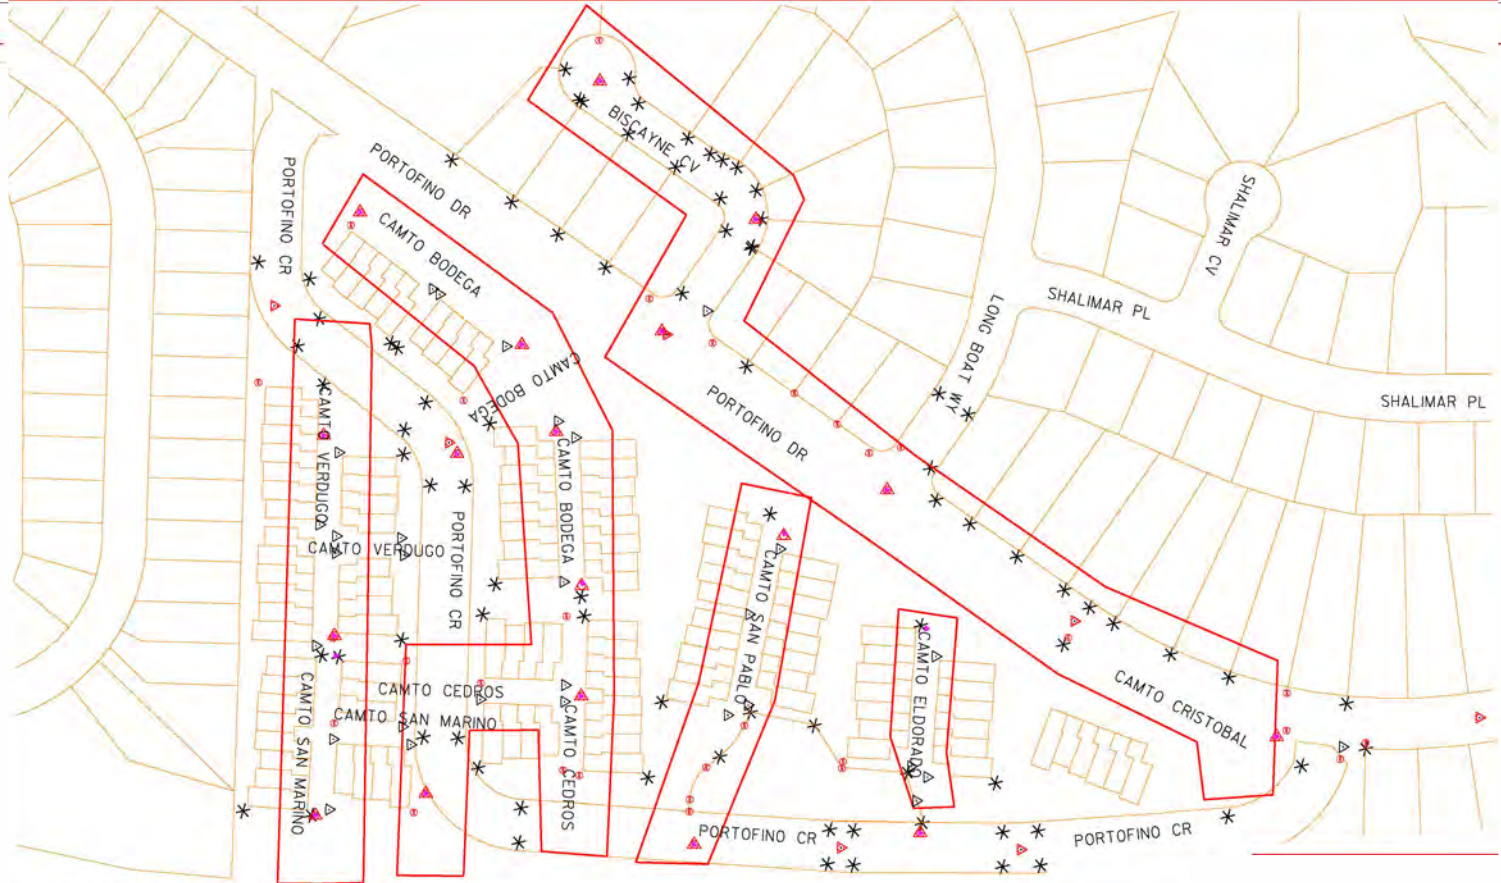 BISCAYNE CV
PORTOFINO DR
PORTOFINO CR
CAMTO BODEGA
SHALIMAR CV
SHALIMAR PL
LONG BOAT WY
SHALIMAR PL
CAMTO BODEGA
PORTOFINO DR
CAMTO VERDUGO
CAMTO BODEGA
CAMTO VERDUGO
PORTOFINO CR
CAMTO SAN PABLO
CAMTO ELDORADO
CAMTO CRISTOBAL
CAMTO CEDROS
CAMTO SAN MARINO
CAMTO SAN MARINO
CAMTO CEDROS
PORTOFINO CR
PORTOFINO CR